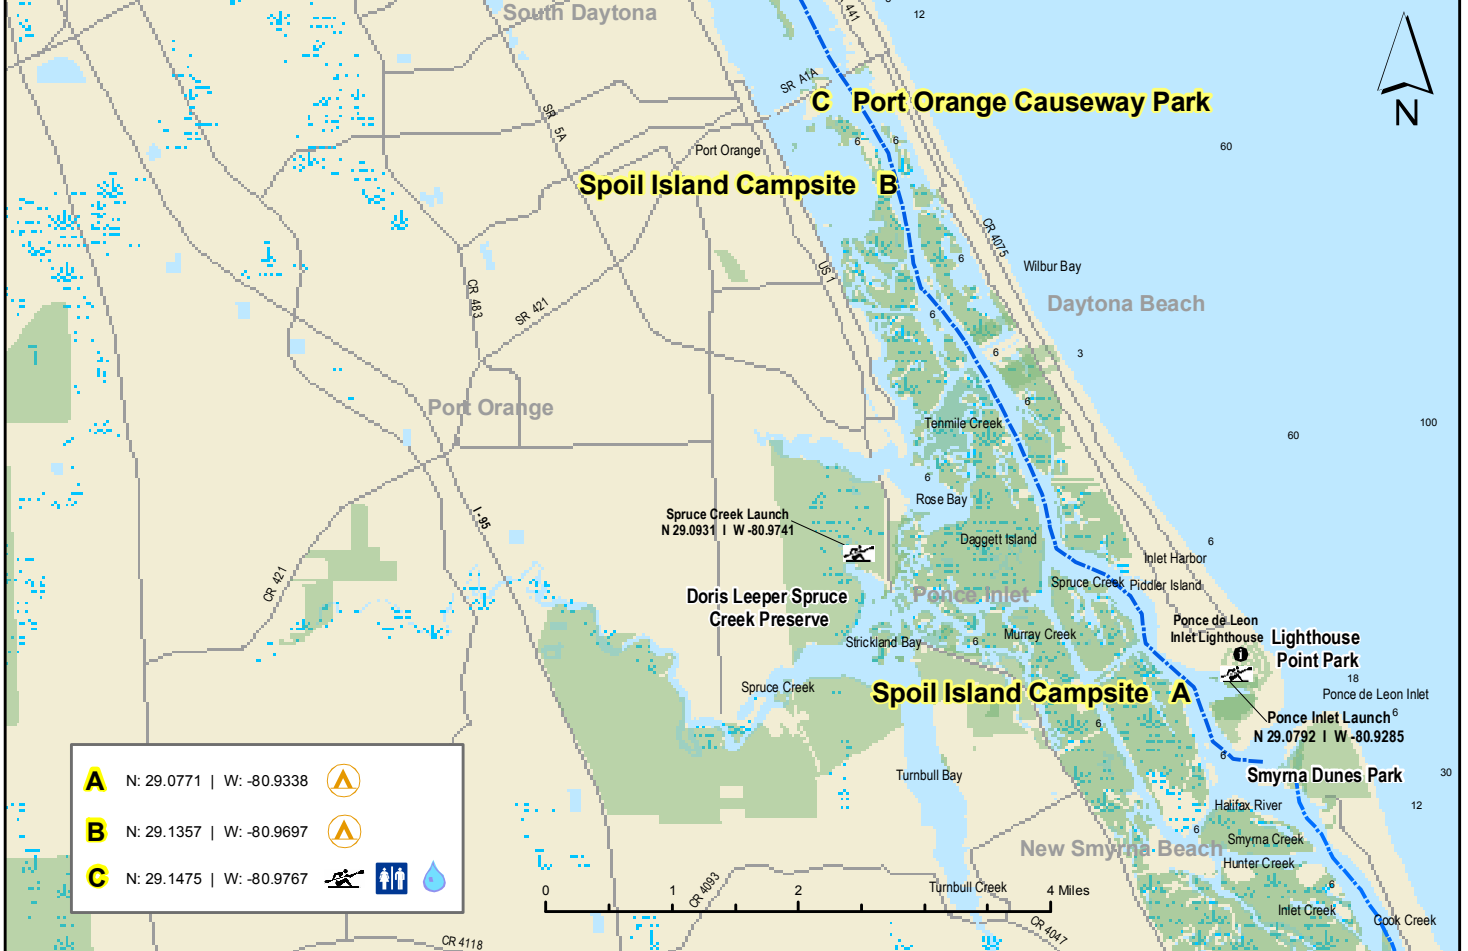 South Daytona
441
12
SR A1A
C Port Orange Causeway Park
N
SR 5A
Port Orange
6
6
60
Spoil Island Campsite B
CR 4075
6
Wilbur Bay
US 1
Daytona Beach
CR 483
SR 421
6
6
3
Port Orange
6
Tenmile Creek
60
100
6
Rose Bay
I-95
Spruce Creek Launch
N 29.0931 I W -80.9741
Daggett Island
6
Inlet Harbor
CR 421
Spruce Creek
Piddler Island
Doris Leeper Spruce
Creek Preserve
Ponce Inlet
Ponce de Leon
Inlet Lighthouse
Lighthouse
Point Park
Strickland Bay
6
Murray Creek
i
18
Spruce Creek
Spoil Island Campsite A
Ponce de Leon Inlet
6
6
Ponce Inlet Launch
N 29.0792 I W -80.9285
6
Turnbull Bay
Smyrna Dunes Park
30
A N: 29.0771 | W: -80.9338
B N: 29.1357 | W: -80.9697
C N: 29.1475 | W: -80.9767
Halifax River
12
6
Smyrna Creek
New Smyrna Beach
Hunter Creek
CR 4093
Turnbull Creek
0 1 2 4 Miles
6
Inlet Creek
Cook Creek
CR 4118
CR 4047